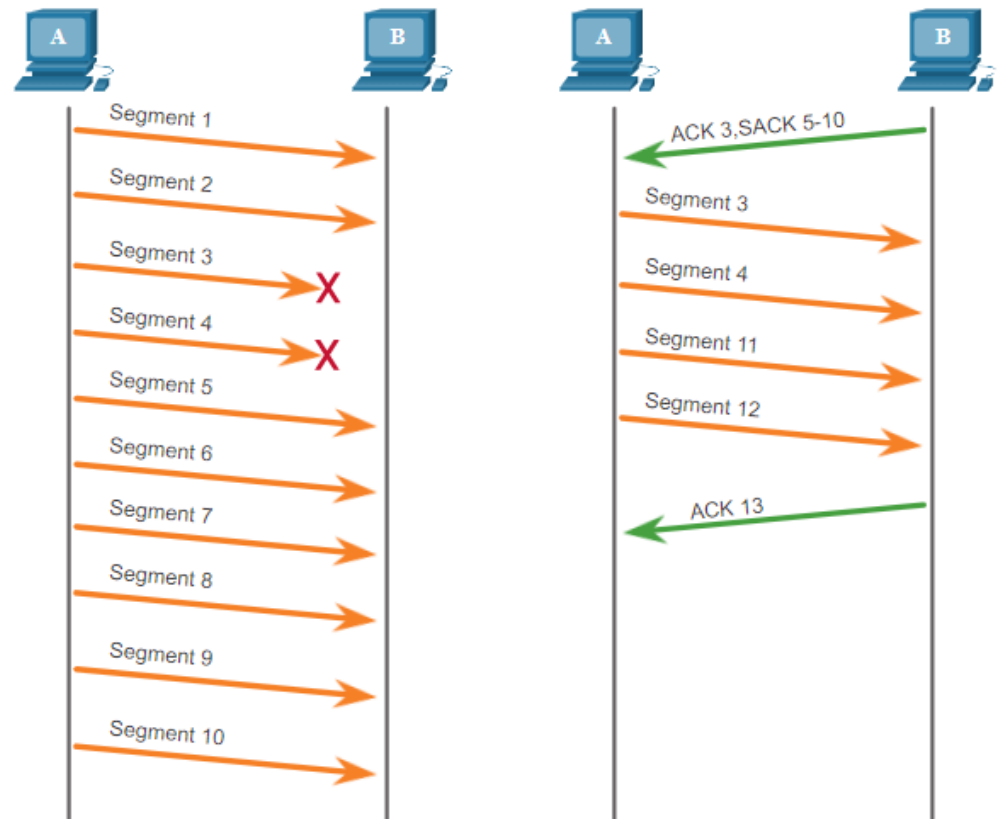 A
B
Segment 1
Segment 2
Segment 3
X
Segment 4
X
Segment 5
Segment 6
Segment 7
Segment 8
Segment 9
Segment 10
A
B
ACK 3,SACK 5-10
Segment 3
Segment 4
Segment 11
Segment 12
ACK 13